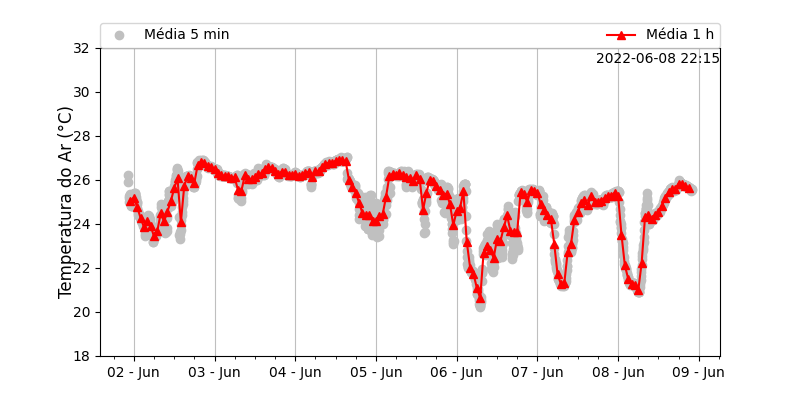 Média 5 min
Média 1 h
2022-06-08 22:15
Temperatura do Ar (°C)
32
30
28
26
24
22
20
18
02 - Jun
03 - Jun
04 - Jun
05 - Jun
06 - Jun
07 - Jun
08 - Jun
09 - Jun